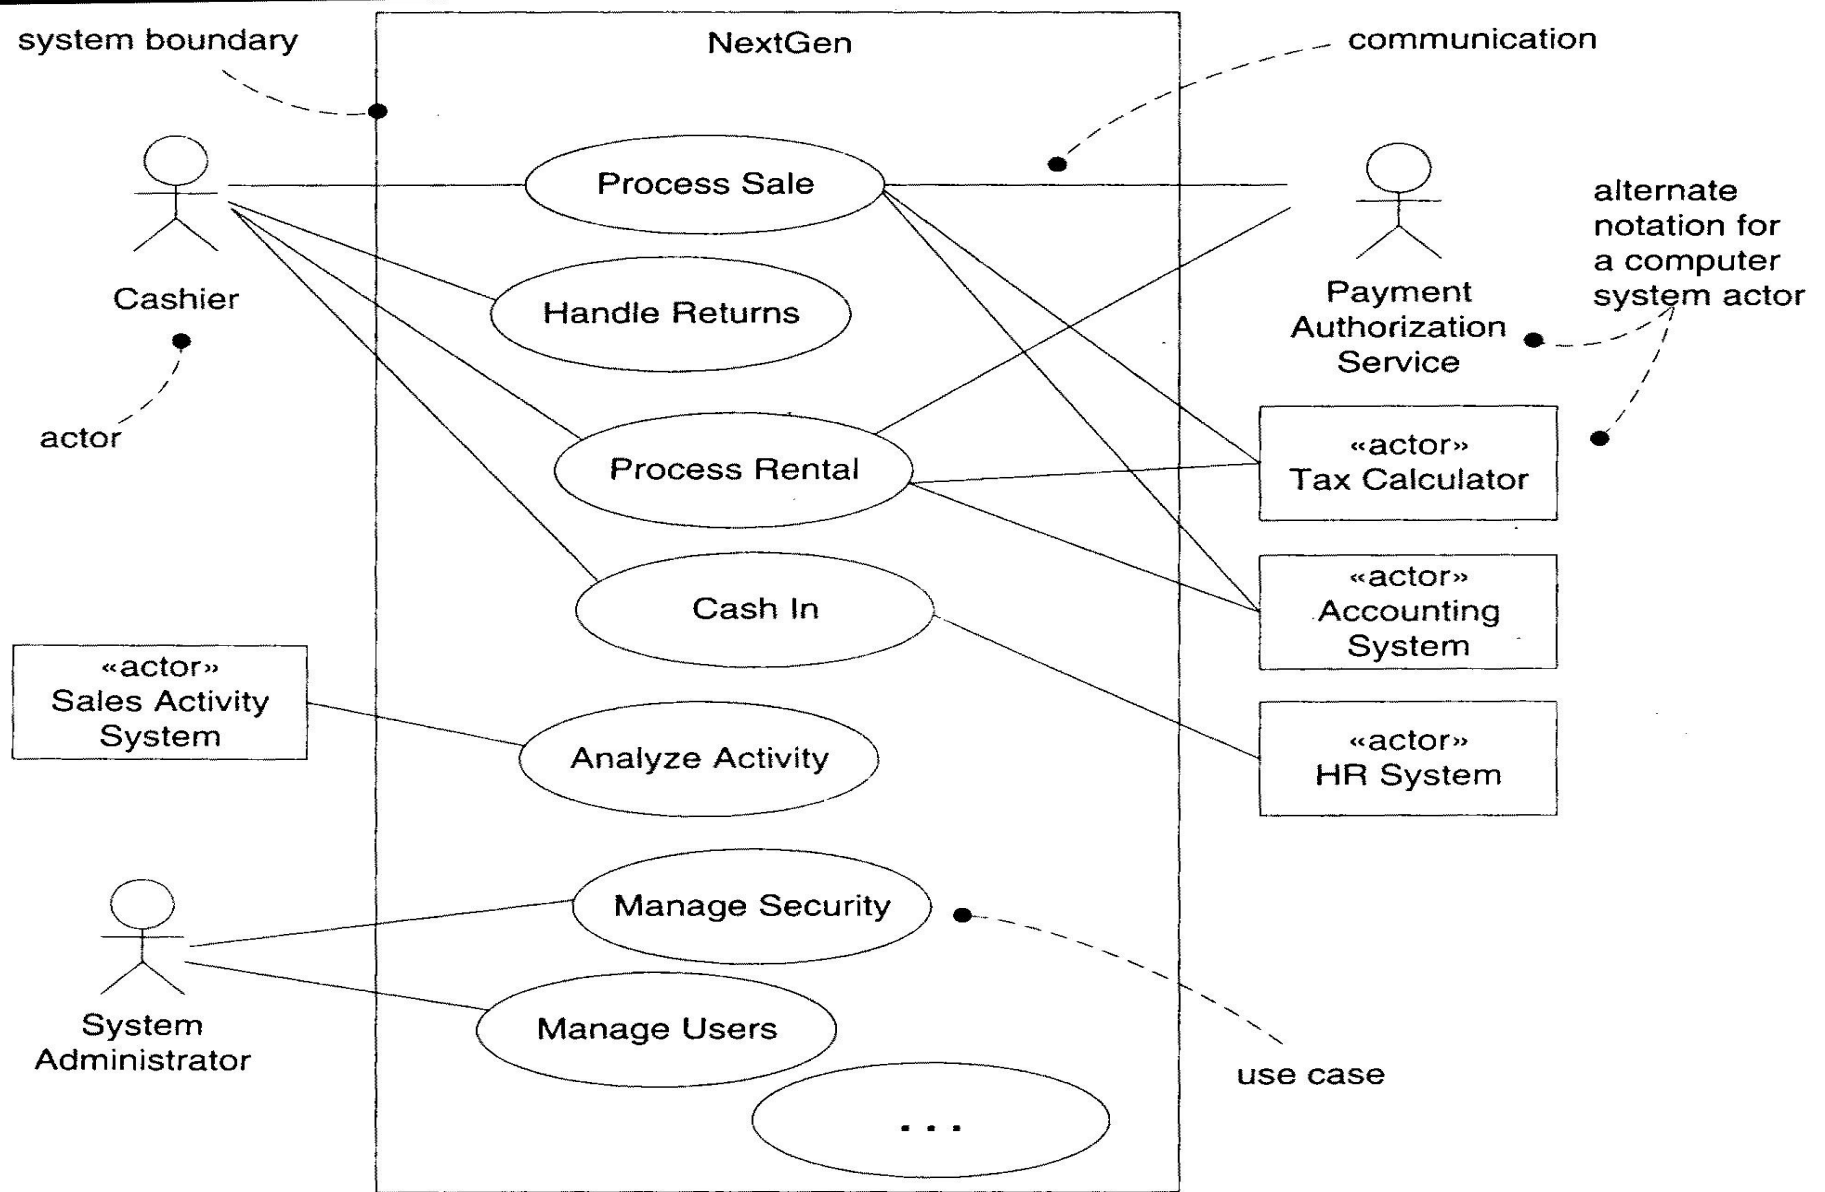 system boundary
NextGen
communication
Process Sale
alternate
notation for
a computer
system actor
Cashier
Handle Returns
Payment
Authorization
Service
actor
«actor»
Tax Calculator
Process Rental
«actor»
Accounting
System
Cash In
«actor»
Sales Activity
System
Analyze Activity
«actor»
HR System
Manage Security
System
Administrator
Manage Users
use case
. . .